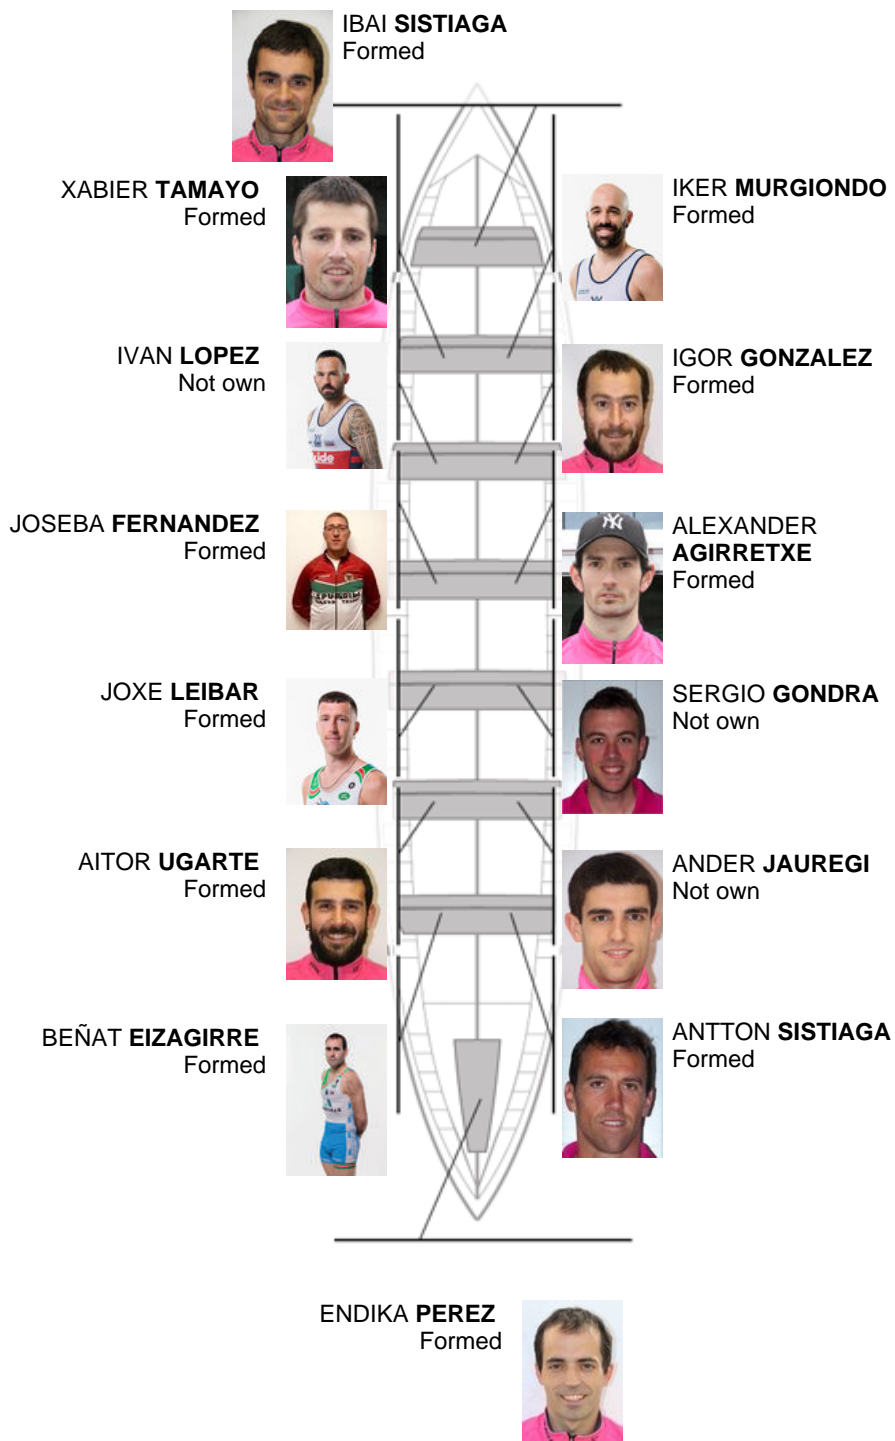 IBAI SISTIAGA
Formed
XABIER TAMAYO
Formed
IKER MURGIONDO
Formed
IVAN LOPEZ
Not own
IGOR GONZALEZ
Formed
JOSEBA FERNANDEZ
Formed
ALEXANDER
AGIRRETXE
Formed
JOXE LEIBAR
Formed
SERGIO GONDRA
Not own
AITOR UGARTE
Formed
ANDER JAUREGI
Not own
BEÑAT EIZAGIRRE
Formed
ANTTON SISTIAGA
Formed
ENDIKA PEREZ
Formed